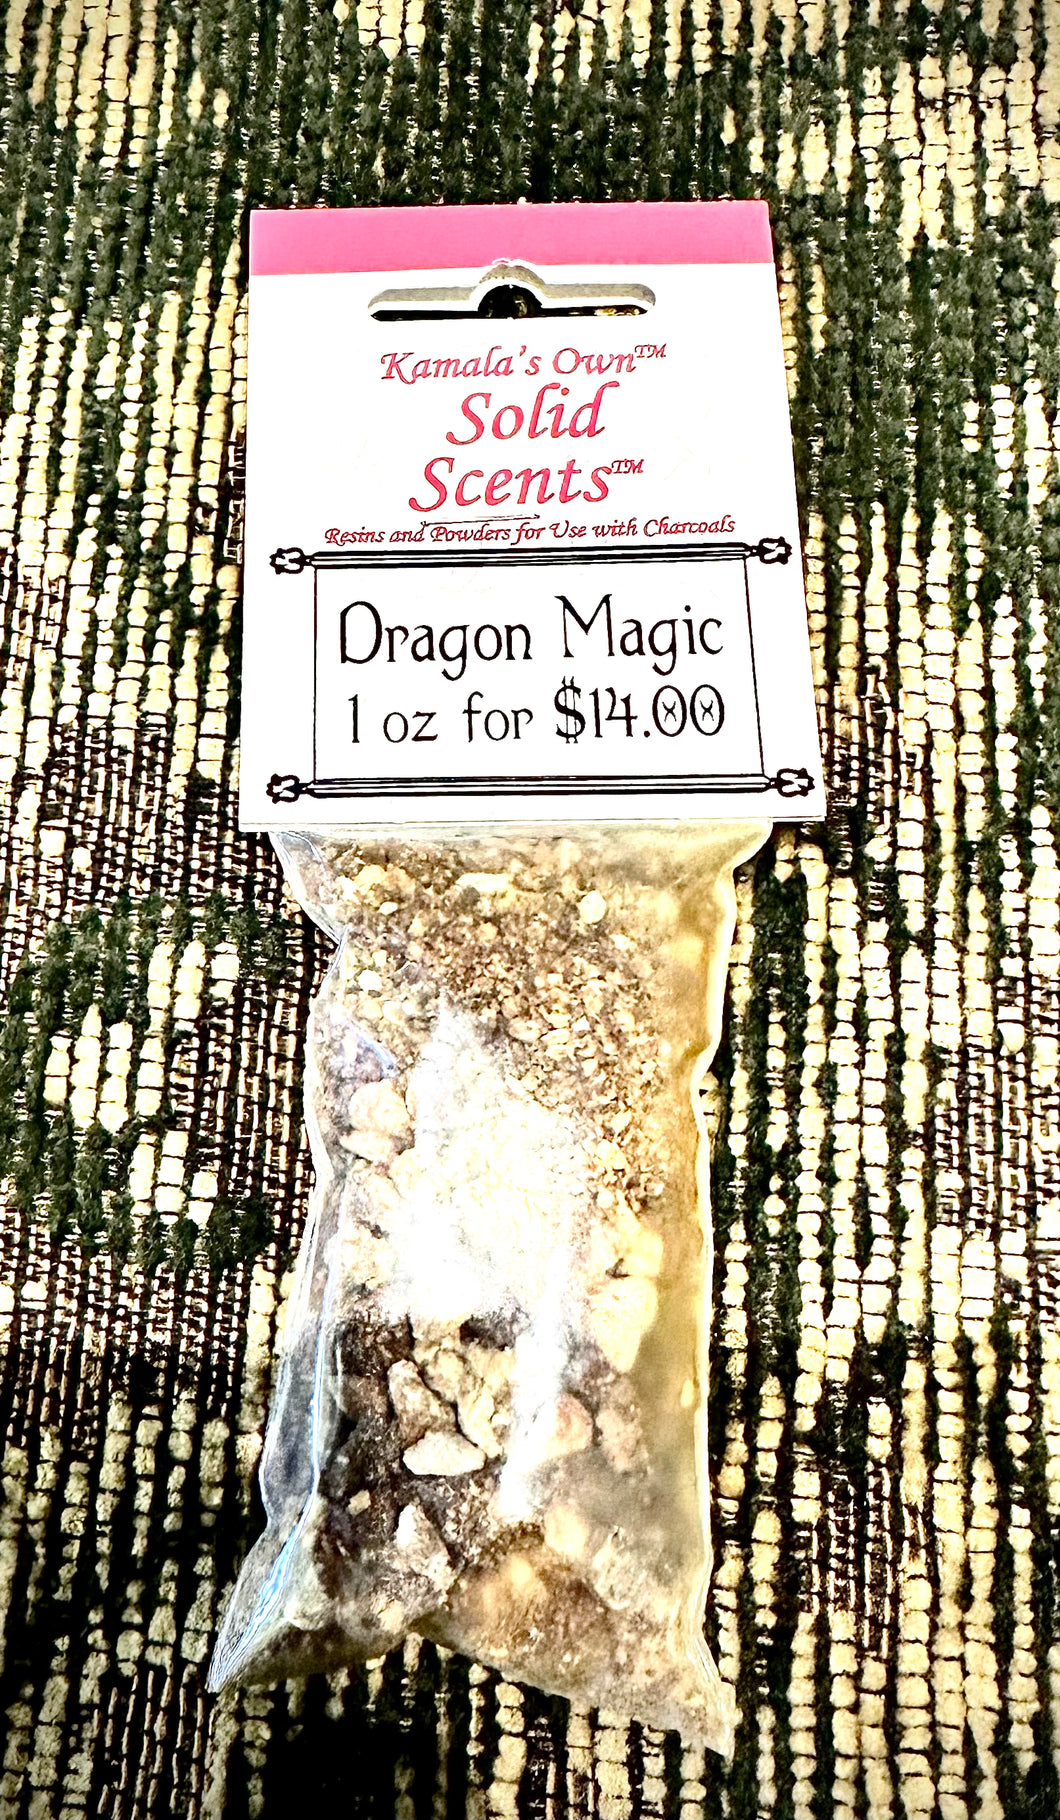 Kamala's Own™
Solid
Scents™
Resins and Powders for Use with Charcoals
Dragon Magic
1 oz for $14.00